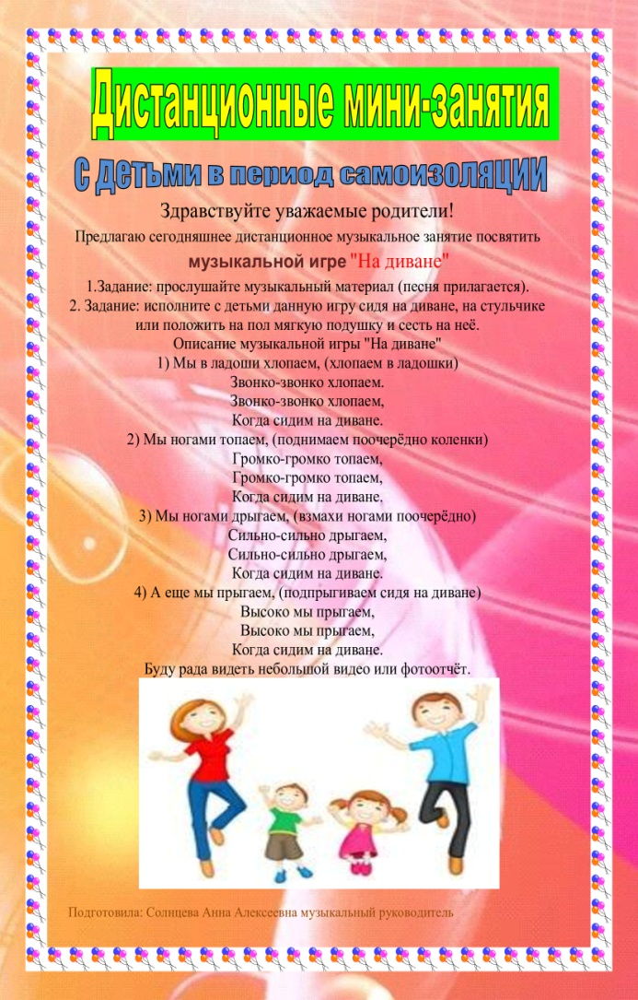 Дистанционные мини-занятия
с детьми в период самоизоляции
Здравствуйте уважаемые родители!
Предлагаю сегодняшнее дистанционное музыкальное занятие посвятить
музыкальной игре "На диване"
1.Задание: прослушайте музыкальный материал (песня прилагается).
2. Задание: исполните с детьми данную игру сидя на диване, на стульчике
или положить на пол мягкую подушку и сесть на неё.
Описание музыкальной игры "На диване"
1) Мы в ладоши хлопаем, (хлопаем в ладошки)
Звонко-звонко хлопаем.
Звонко-звонко хлопаем,
Когда сидим на диване.
2) Мы ногами топаем, (поднимаем поочерёдно коленки)
Громко-громко топаем,
Громко-громко топаем,
Когда сидим на диване.
3) Мы ногами дрыгаем, (взмахи ногами поочерёдно)
Сильно-сильно дрыгаем,
Сильно-сильно дрыгаем,
Когда сидим на диване.
4) А еще мы прыгаем, (подпрыгиваем сидя на диване)
Высоко мы прыгаем,
Высоко мы прыгаем,
Когда сидим на диване.
Буду рада видеть небольшой видео или фотоотчёт.
Подготовила: Солнцева Анна Алексеевна музыкальный руководитель